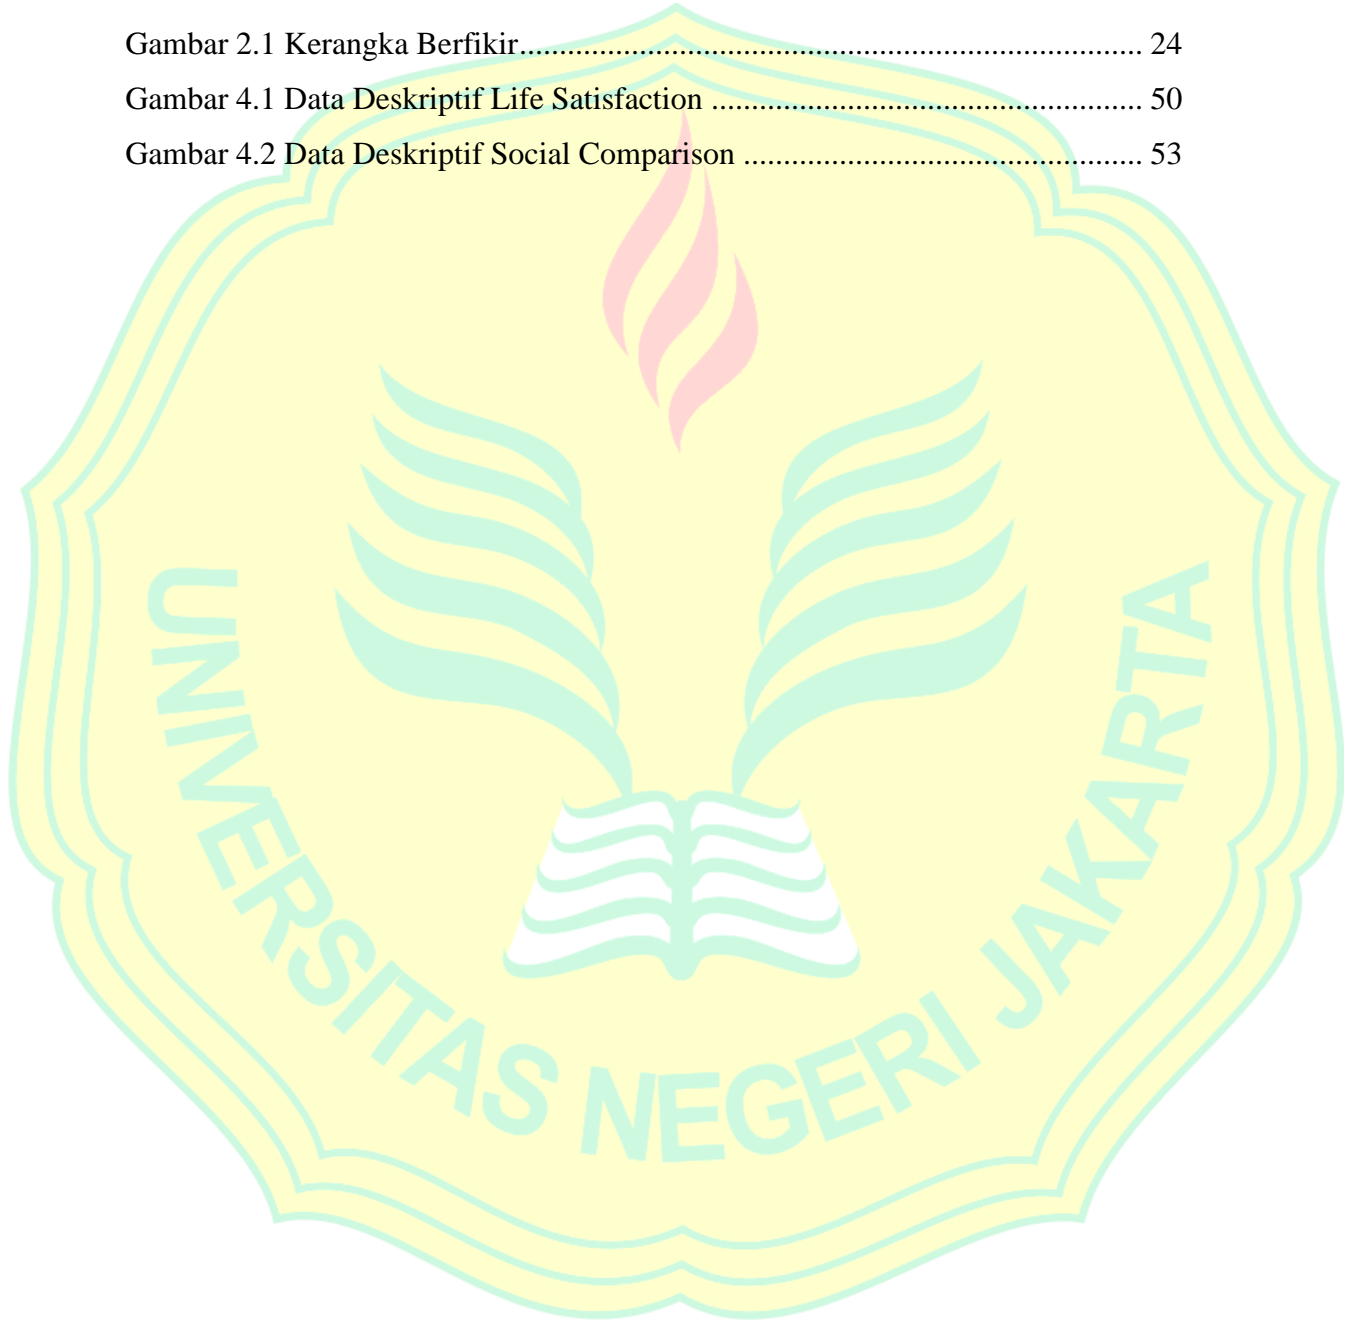 Gambar 2.1 Kerangka Berfikir............................................................................... 24
Gambar 4.1 Data Deskriptif Life Satisfaction ...................................................... 50
Gambar 4.2 Data Deskriptif Social Comparison .................................................. 53
UNIVERSITAS NEGERI JAKARTA